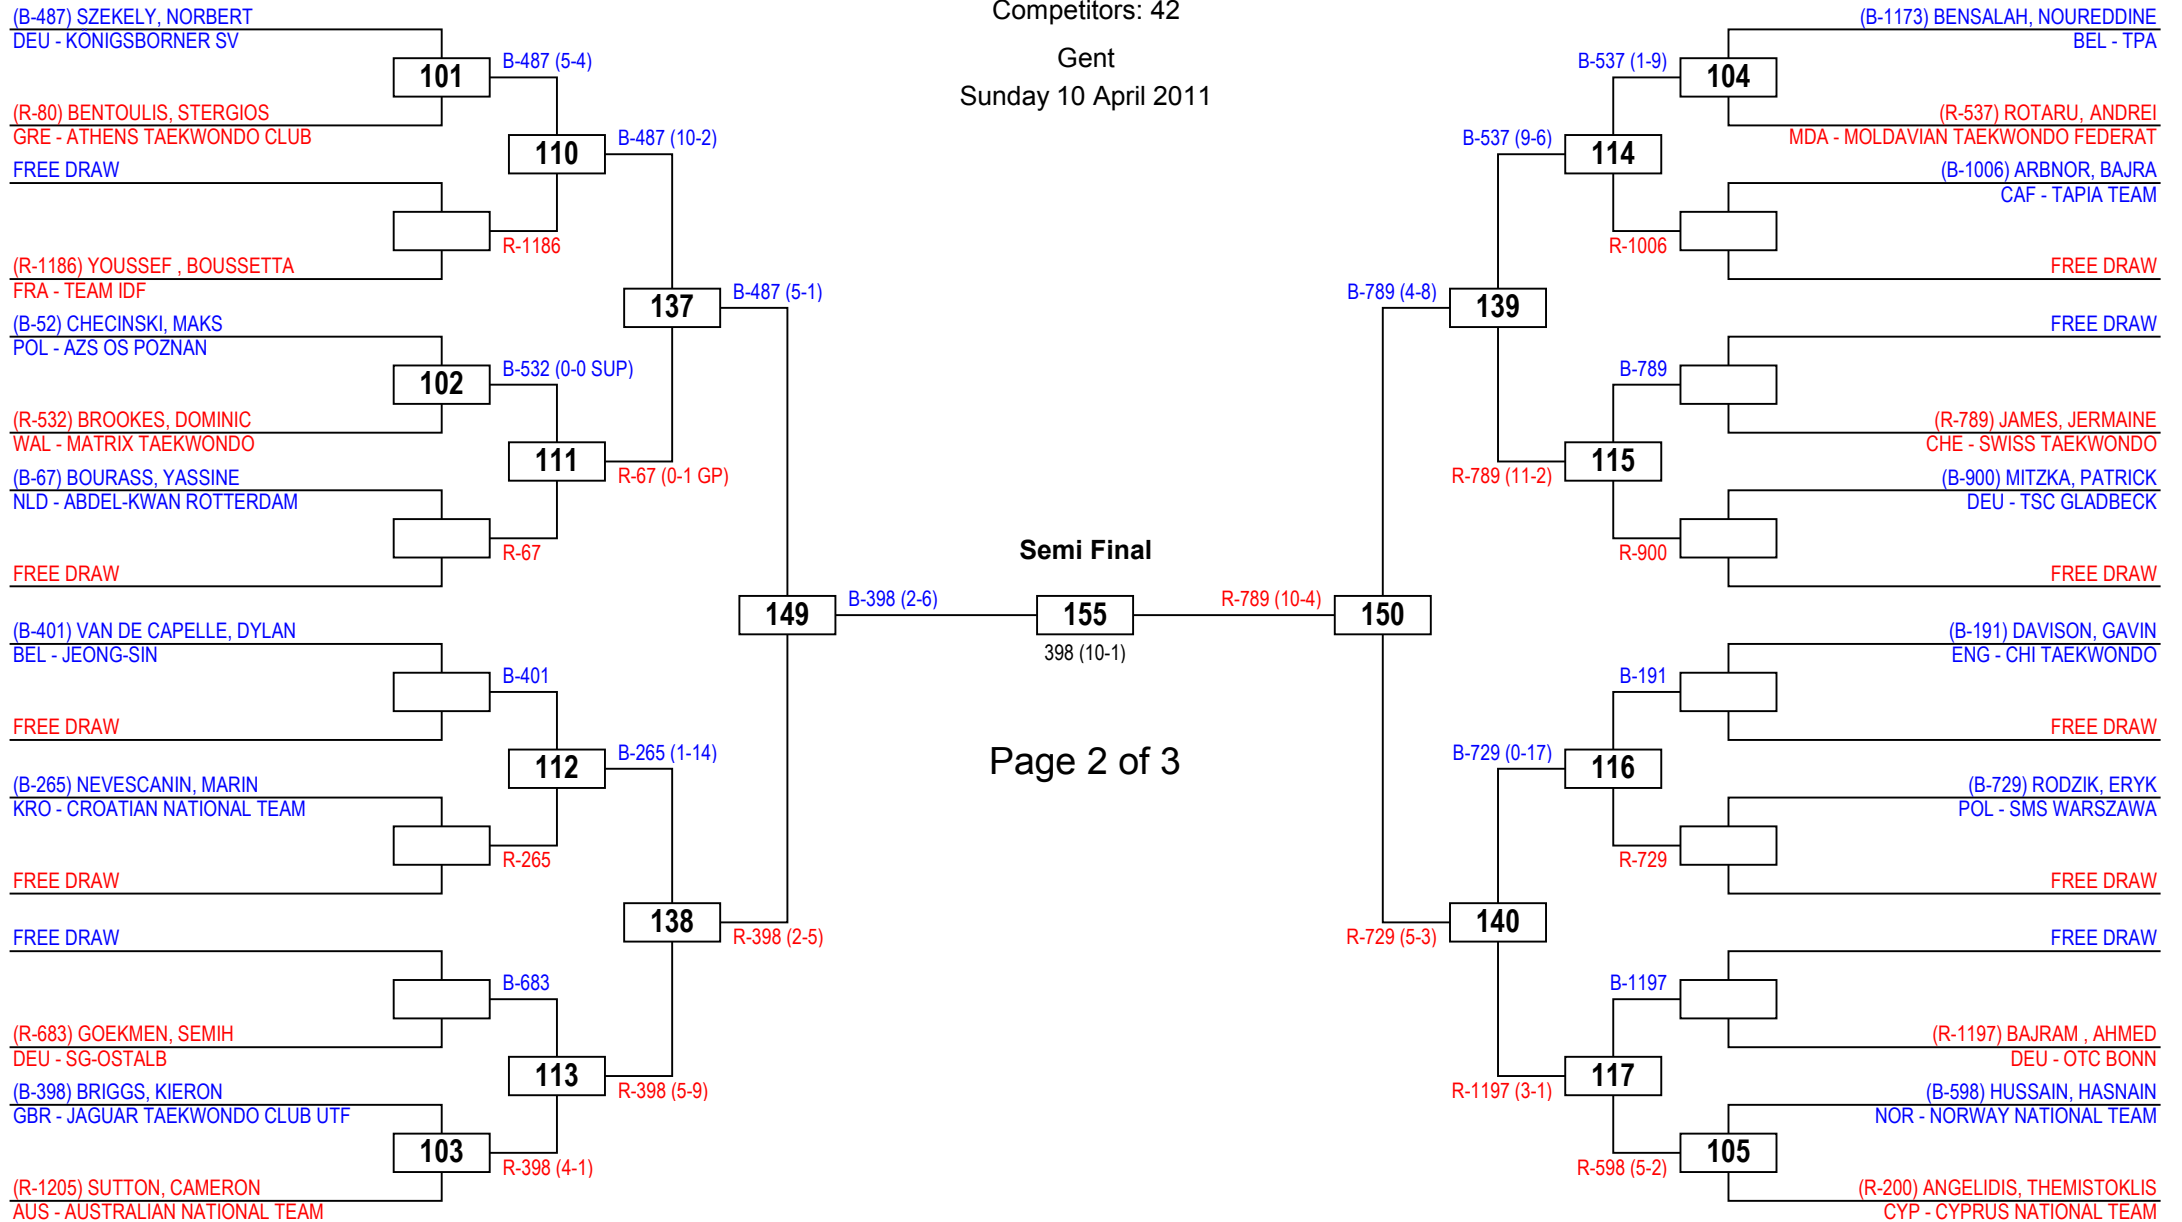 Competitors: 42
Gent
Sunday 10 April 2011
(B-487) SZEKELY, NORBERT
DEU - KÖNIGSBORNER SV
101
B-487 (5-4)
(R-80) BENTOULIS, STERGIOS
GRE - ATHENS TAEKWONDO CLUB
110
B-487 (10-2)
FREE DRAW
R-1186
(R-1186) YOUSSEF , BOUSSETTA
FRA - TEAM IDF
137
B-487 (5-1)
(B-52) CHECINSKI, MAKS
POL - AZS OS POZNAN
102
B-532 (0-0 SUP)
(R-532) BROOKES, DOMINIC
WAL - MATRIX TAEKWONDO
111
R-67 (0-1 GP)
(B-67) BOURASS, YASSINE
NLD - ABDEL-KWAN ROTTERDAM
R-67
FREE DRAW
149
B-398 (2-6)
(B-401) VAN DE CAPELLE, DYLAN
BEL - JEONG-SIN
B-401
FREE DRAW
112
B-265 (1-14)
(B-265) NEVESCANIN, MARIN
KRO - CROATIAN NATIONAL TEAM
R-265
FREE DRAW
138
R-398 (2-5)
FREE DRAW
B-683
(R-683) GOEKMEN, SEMIH
DEU - SG-OSTALB
113
R-398 (5-9)
(B-398) BRIGGS, KIERON
GBR - JAGUAR TAEKWONDO CLUB UTF
103
R-398 (4-1)
(R-1205) SUTTON, CAMERON
AUS - AUSTRALIAN NATIONAL TEAM
Semi Final
155
398 (10-1)
Page 2 of 3
(B-1173) BENSALAH, NOUREDDINE
BEL - TPA
B-537 (1-9)
104
(R-537) ROTARU, ANDREI
MDA - MOLDAVIAN TAEKWONDO FEDERAT
B-537 (9-6)
114
(B-1006) ARBNOR, BAJRA
CAF - TAPIA TEAM
R-1006
FREE DRAW
B-789 (4-8)
139
FREE DRAW
B-789
(R-789) JAMES, JERMAINE
CHE - SWISS TAEKWONDO
R-789 (11-2)
115
(B-900) MITZKA, PATRICK
DEU - TSC GLADBECK
R-900
FREE DRAW
R-789 (10-4)
150
(B-191) DAVISON, GAVIN
ENG - CHI TAEKWONDO
B-191
FREE DRAW
B-729 (0-17)
116
(B-729) RODZIK, ERYK
POL - SMS WARSZAWA
R-729
FREE DRAW
R-729 (5-3)
140
FREE DRAW
B-1197
(R-1197) BAJRAM , AHMED
DEU - OTC BONN
R-1197 (3-1)
117
(B-598) HUSSAIN, HASNAIN
NOR - NORWAY NATIONAL TEAM
R-598 (5-2)
105
(R-200) ANGELIDIS, THEMISTOKLIS
CYP - CYPRUS NATIONAL TEAM